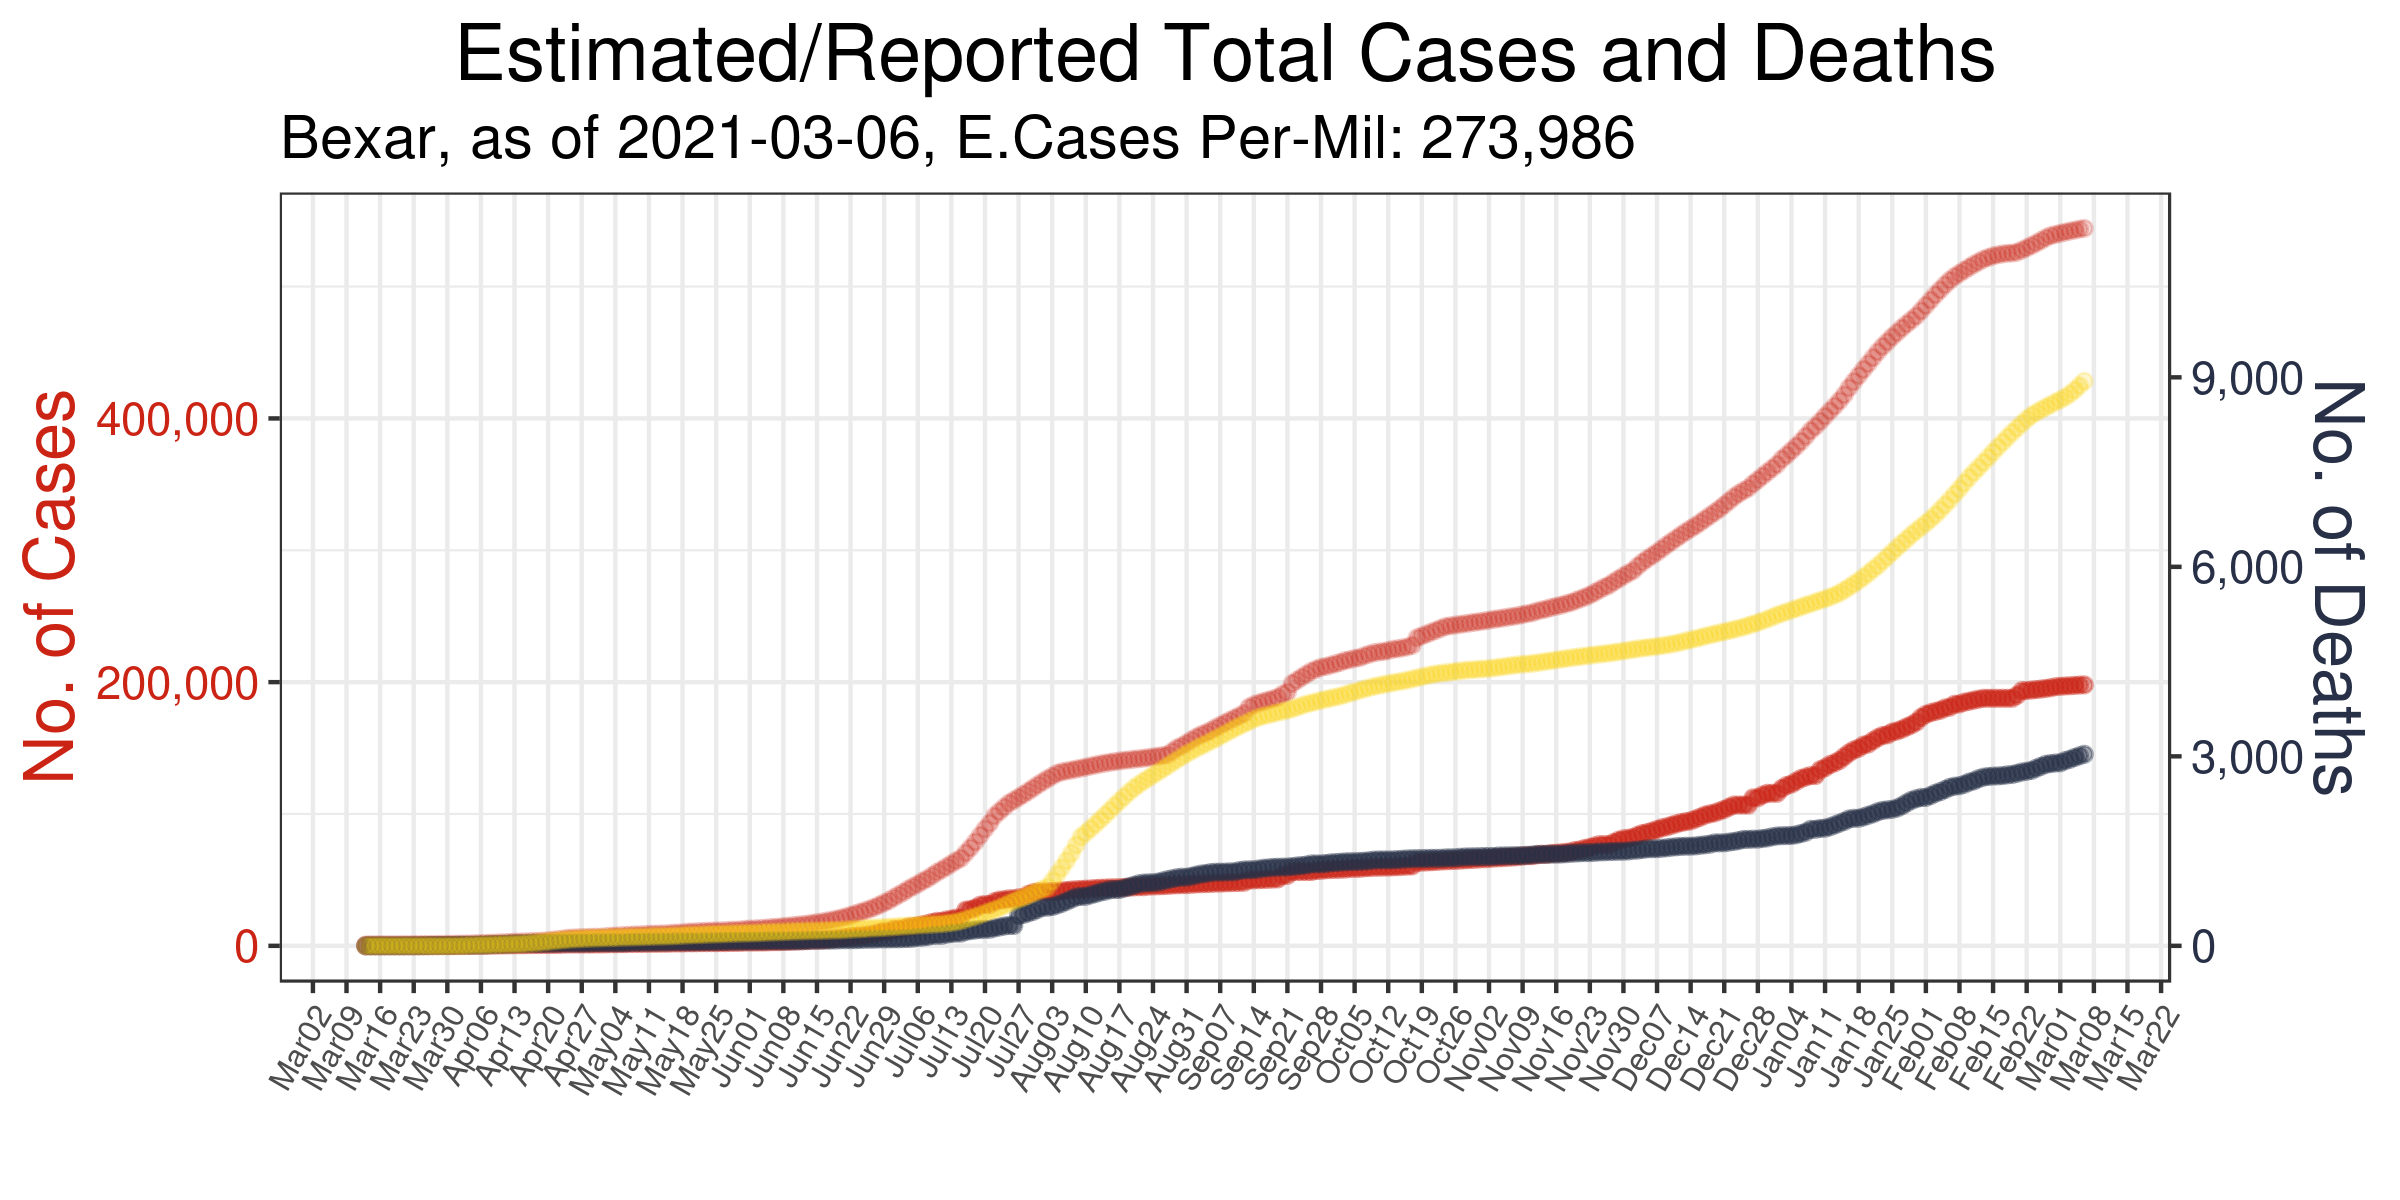 Estimated/Reported Total Cases and Deaths
Bexar, as of 2021-03-06, E.Cases Per-Mil: 273,986
No. of Cases
400,000
200,000
0
9,000
6,000
3,000
0
No. of Deaths
Mar02
Mar09
Mar16
Mar23
Mar30
Apr06
Apr13
Apr20
Apr27
May04
May11
May18
May25
Jun01
Jun08
Jun15
Jun22
Jun29
Jul06
Jul13
Jul20
Jul27
Aug03
Aug10
Aug17
Aug24
Aug31
Sep07
Sep14
Sep21
Sep28
Oct05
Oct12
Oct19
Oct26
Nov02
Nov09
Nov16
Nov23
Nov30
Dec07
Dec14
Dec21
Dec28
Jan04
Jan11
Jan18
Jan25
Feb01
Feb08
Feb15
Feb22
Mar01
Mar08
Mar15
Mar22